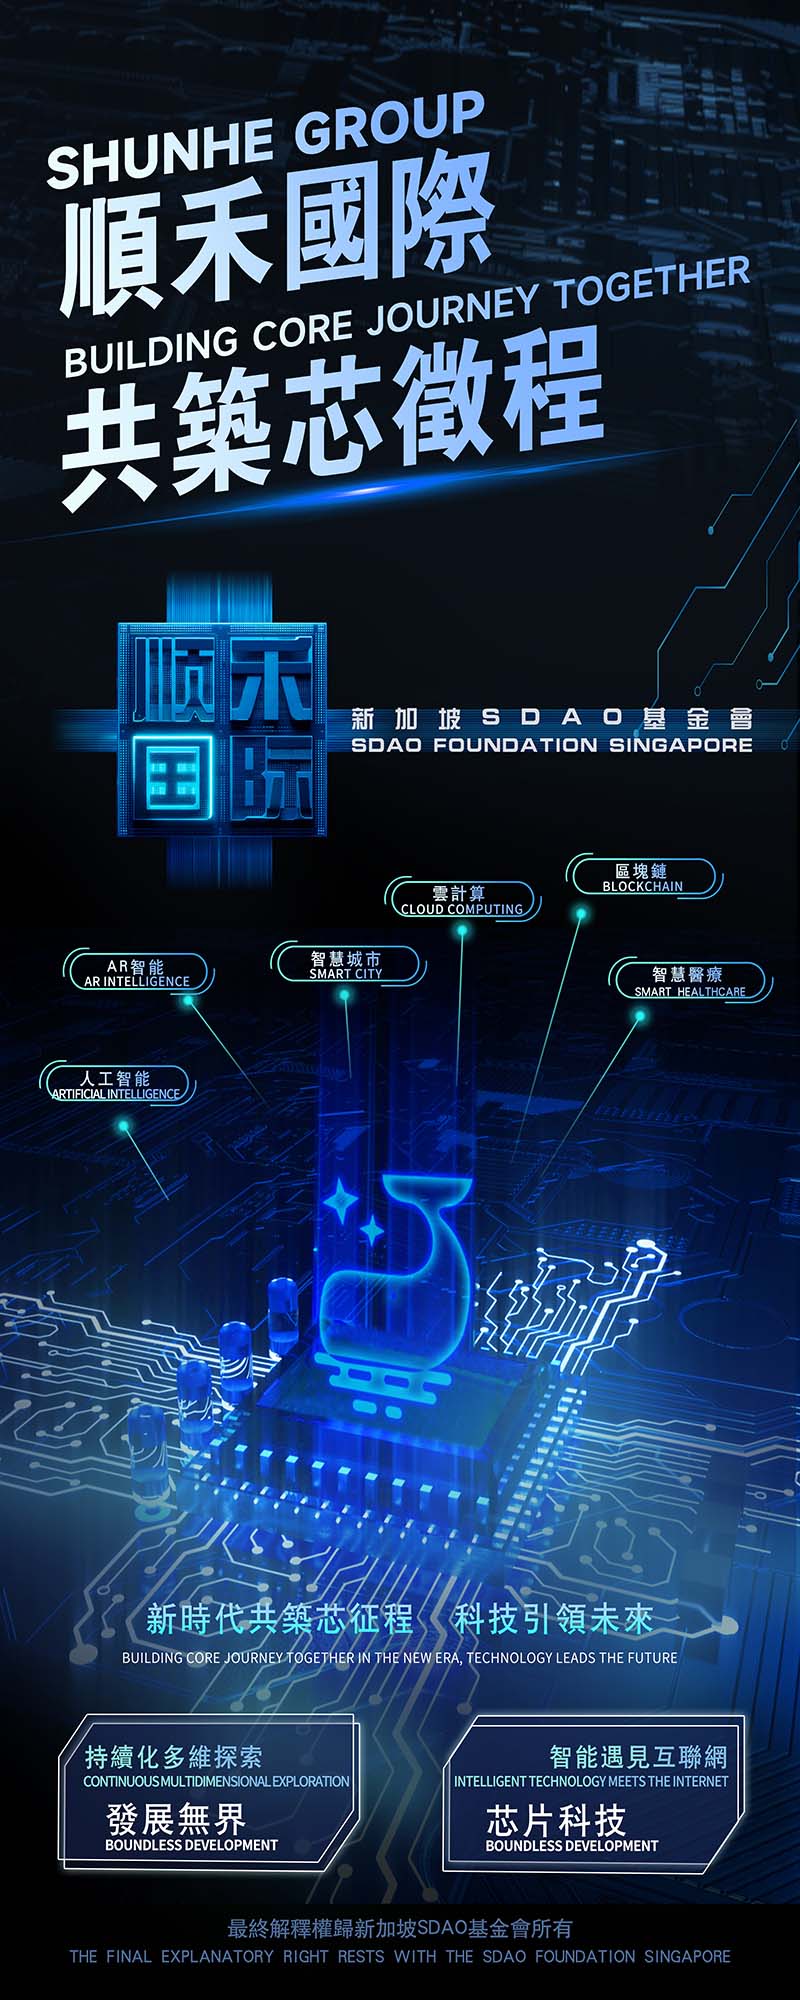 SHUNHE GROUP
順禾國際
BUILDING CORE JOURNEY TOGETHER
共築芯徵程
顺禾
国际
新加坡SDAO基金會
SDAO FOUNDATION SINGAPORE
雲計算
CLOUD COMPUTING
區塊鏈
BLOCKCHAIN
AR智能
AR INTELLIGENCE
智慧城市
SMART CITY
智慧醫療
SMART HEALTHCARE
人工智能
ARTIFICIAL INTELLIGENCE
新時代共築芯征程 科技引領未來
BUILDING CORE JOURNEY TOGETHER IN THE NEW ERA, TECHNOLOGY LEADS THE FUTURE
持續化多維探索
CONTINUOUS MULTIDIMENSIONAL EXPLORATION
發展無界
BOUNDLESS DEVELOPMENT
智能遇見互聯網
INTELLIGENT TECHNOLOGY MEETS THE INTERNET
芯片科技
BOUNDLESS DEVELOPMENT
最終解釋權歸新加坡SDAO基金會所有
THE FINAL EXPLANATORY RIGHT RESTS WITH THE SDAO FOUNDATION SINGAPORE